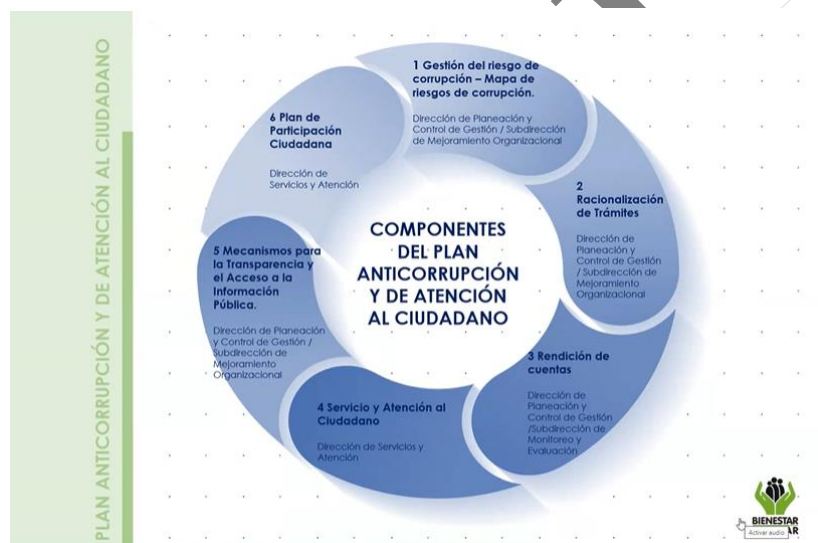 PLAN ANTICORRUPCIÓN Y DE ATENCIÓN AL CIUDADANO
COMPONENTES
DEL PLAN
ANTICORRUPCIÓN
Y DE ATENCIÓN
AL CIUDADANO
1 Gestión del riesgo de
corrupción – Mapa de
riesgos de corrupción.
Dirección de Planeación y
Control de Gestión / Subdirección
de Mejoramiento Organizacional
2
Racionalización
de Trámites
Dirección de
Planeación y
Control de Gestión
/ Subdirección de
Mejoramiento
Organizacional
3 Rendición de
cuentas
Dirección de
Planeación y
Control de Gestión
/Subdirección de
Monitoreo y
Evaluación
4 Servicio y Atención al
Ciudadano
Dirección de Servicios y
Atención
5 Mecanismos para
la Transparencia y
el Acceso a la
Información
Pública.
Dirección de Planeación
y Control de Gestión /
Subdirección de
Mejoramiento
Organizacional
6 Plan de
Participación
Ciudadana
Dirección de
Servicios y Atención
BIENESTAR
Activar audio